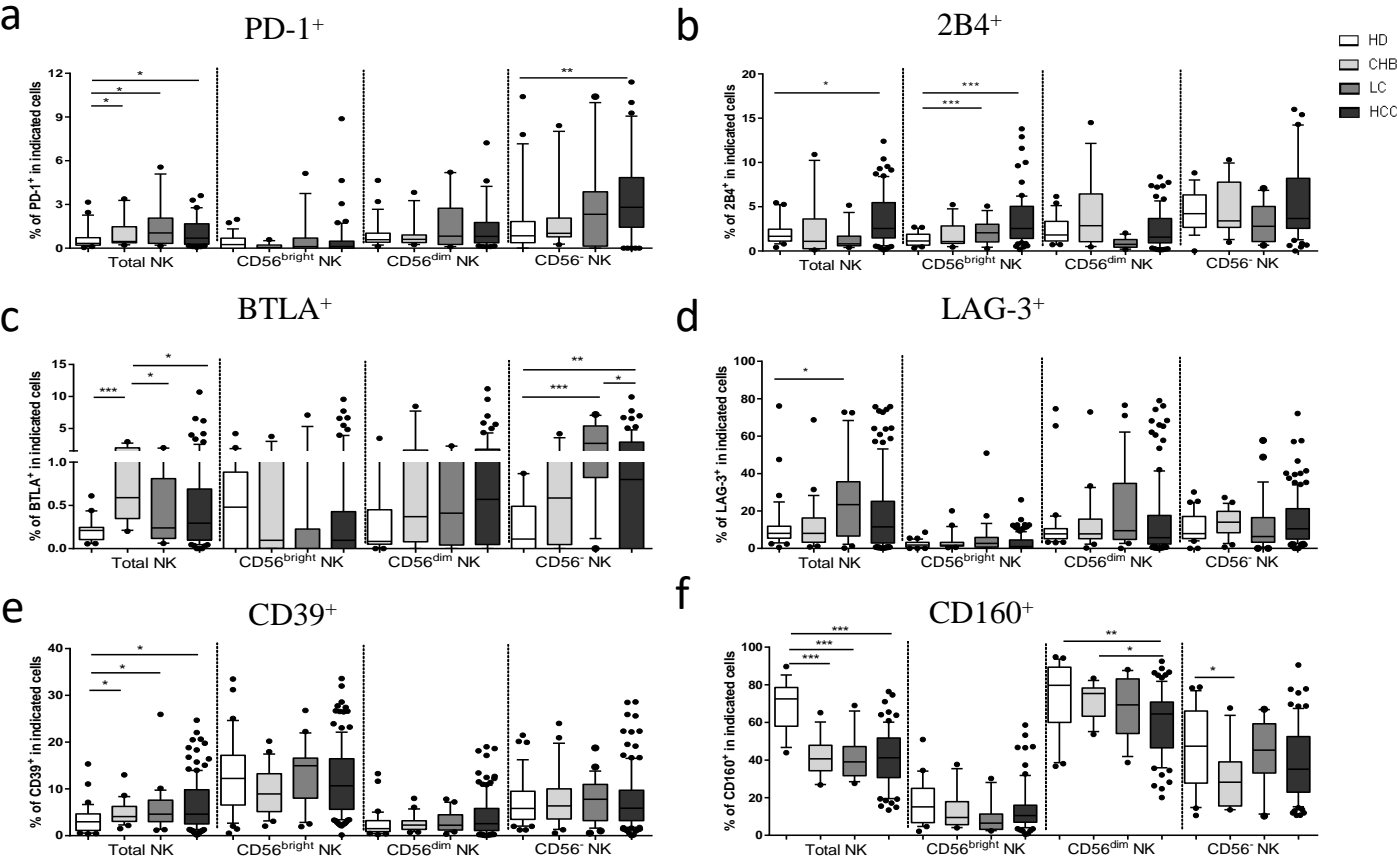 a
PD-1+
b
2B4+
HD
CHB
LC
HCC
% of PD-1+ in indicated cells
12
9
6
3
0
*
*
*
**
Total NK
CD56bright NK
CD56dim NK
CD56- NK
% of 2B4+ in indicated cells
20
15
10
5
0
*
***
***
Total NK
CD56bright NK
CD56dim NK
CD56- NK
c
BTLA+
d
LAG-3+
% of BTLA+ in indicated cells
15
10
5
1.0
0.5
0.0
***
*
*
**
***
*
Total NK
CD56bright NK
CD56dim NK
CD56- NK
% of LAG-3+ in indicated cells
100
80
60
40
20
0
*
Total NK
CD56bright NK
CD56dim NK
CD56- NK
e
CD39+
f
CD160+
% of CD39+ in indicated cells
40
30
20
10
0
*
*
*
Total NK
CD56bright NK
CD56dim NK
CD56- NK
% of CD160+ in indicated cells
100
80
60
40
20
0
***
***
***
**
*
*
Total NK
CD56bright NK
CD56dim NK
CD56- NK